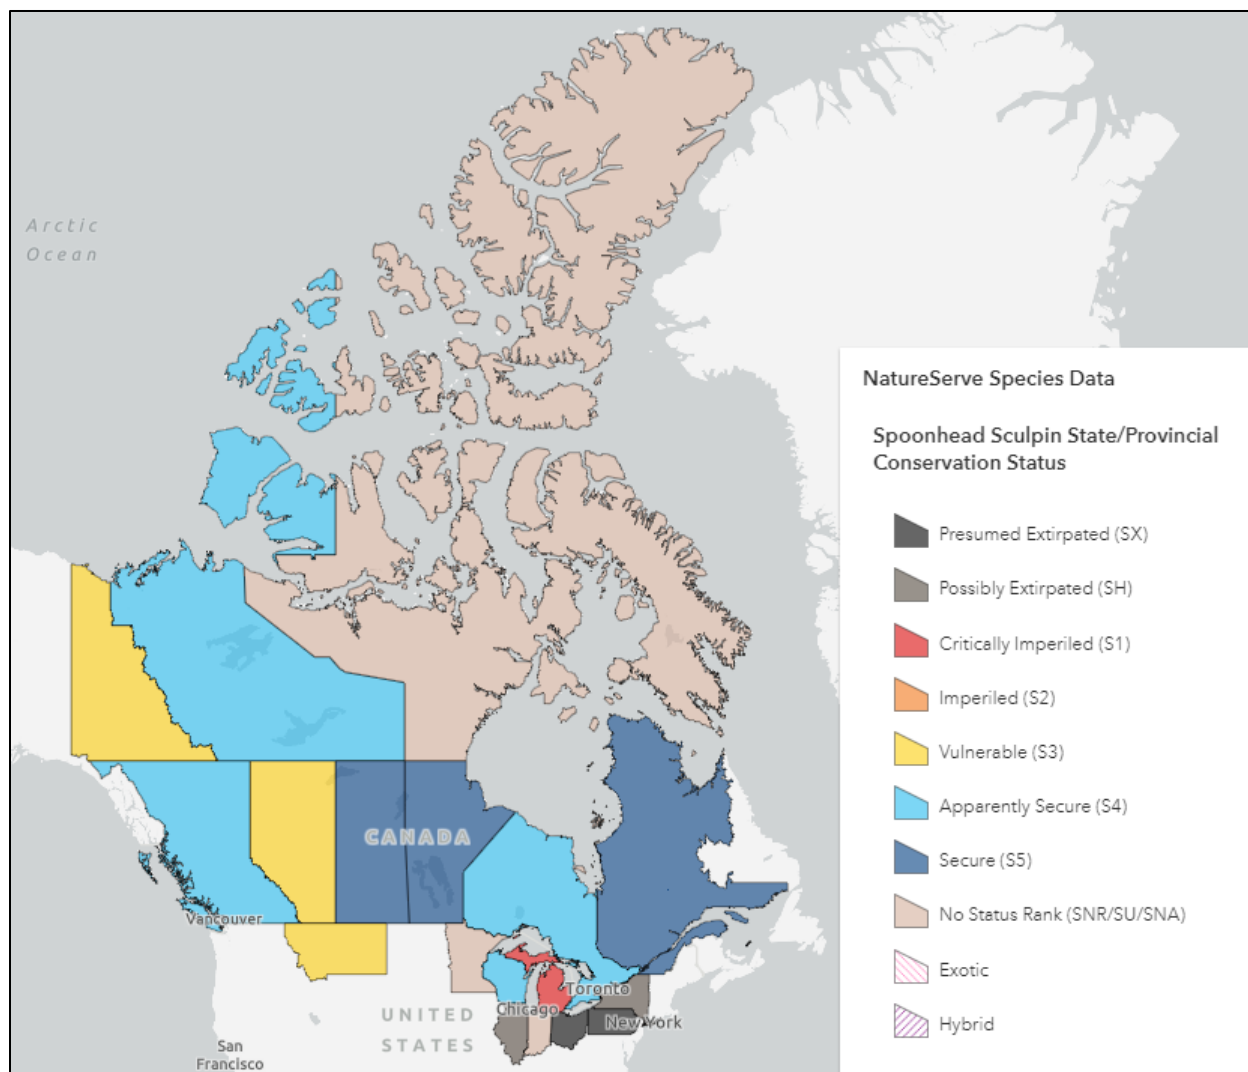 Arctic
Ocean
CANADA
Vancouver
Toronto
Chicago
New York
UNITED
STATES
San
Francisco
NatureServe Species Data
Spoonhead Sculpin State/Provincial
Conservation Status
Presumed Extirpated (SX)
Possibly Extirpated (SH)
Critically Imperiled (S1)
Imperiled (S2)
Vulnerable (S3)
Apparently Secure (S4)
Secure (S5)
No Status Rank (SNR/SU/SNA)
Exotic
Hybrid